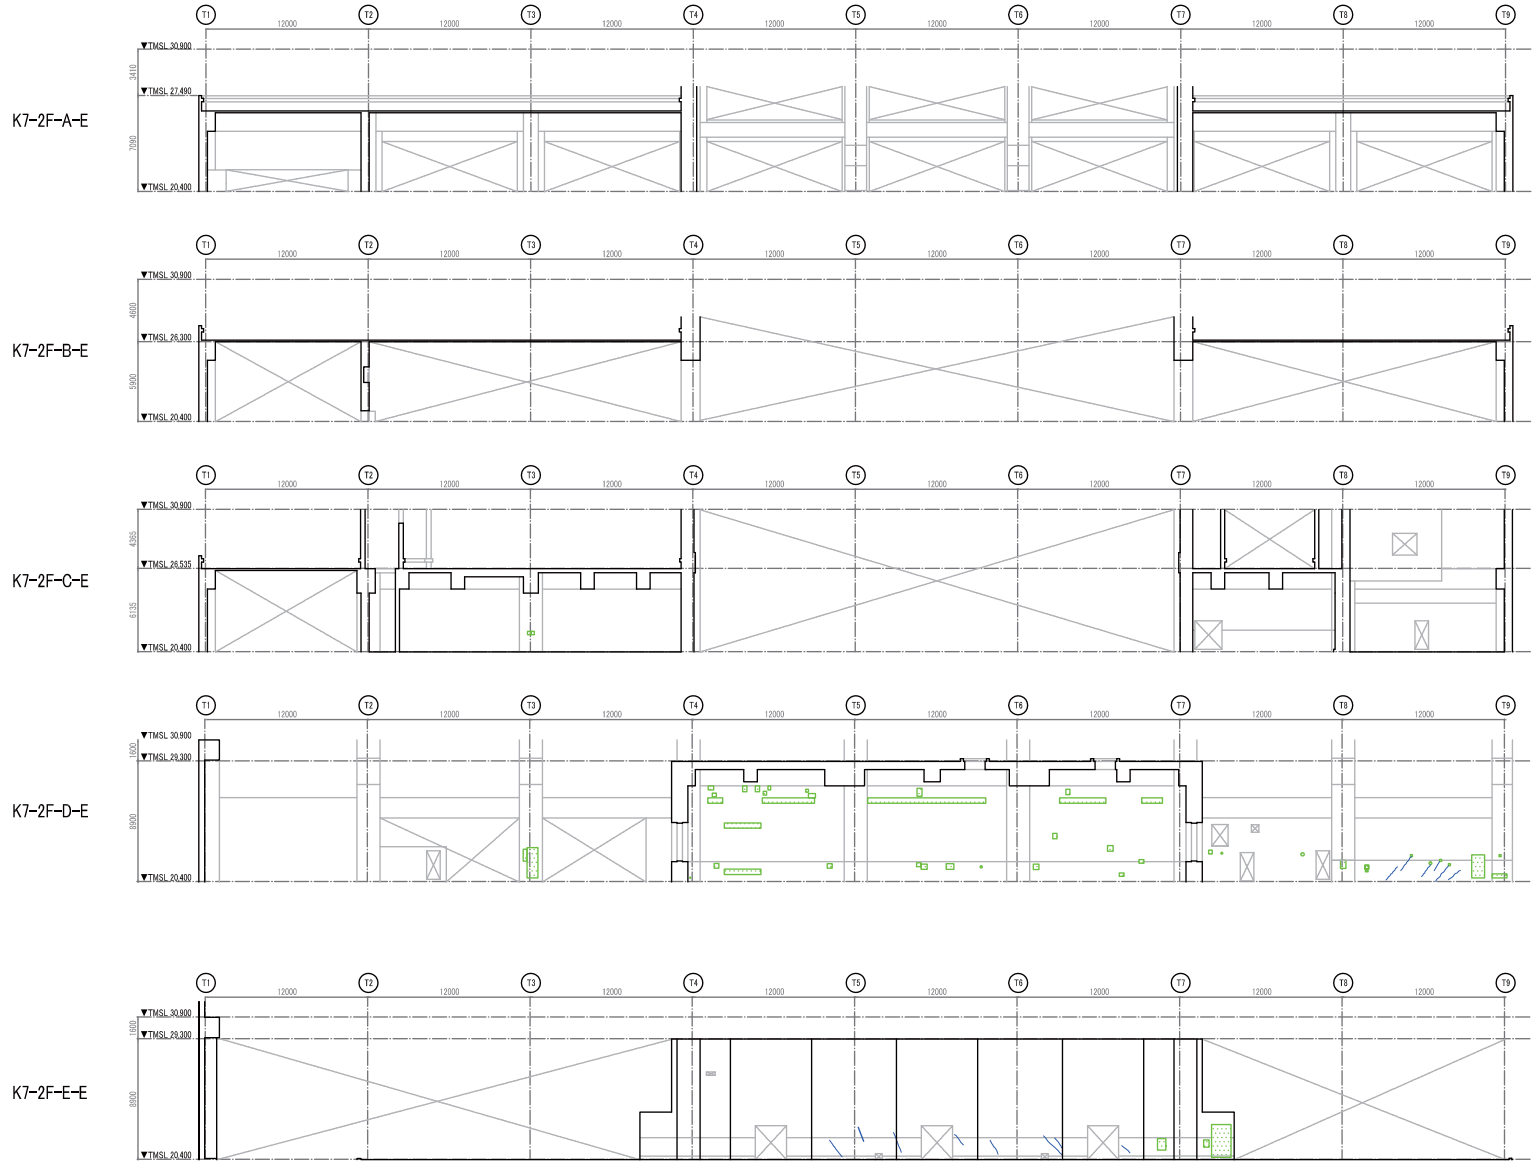 T1 T2 T3 T4 T5 T6 T7 T8 T9
12000 12000 12000 12000 12000 12000 12000 12000
▼TMSL 30,900
3410
▼TMSL 27,490
K7-2F-A-E
7090
▼TMSL 20,400
T1 T2 T3 T4 T5 T6 T7 T8 T9
12000 12000 12000 12000 12000 12000 12000 12000
▼TMSL 30,900
4600
▼TMSL 26,300
K7-2F-B-E
5900
▼TMSL 20,400
T1 T2 T3 T4 T5 T6 T7 T8 T9
12000 12000 12000 12000 12000 12000 12000 12000
▼TMSL 30,900
4365
▼TMSL 26,535
K7-2F-C-E
6135
▼TMSL 20,400
T1 T2 T3 T4 T5 T6 T7 T8 T9
12000 12000 12000 12000 12000 12000 12000 12000
▼TMSL 30,900
1600
▼TMSL 29,300
K7-2F-D-E
8900
▼TMSL 20,400
T1 T2 T3 T4 T5 T6 T7 T8 T9
12000 12000 12000 12000 12000 12000 12000 12000
▼TMSL 30,900
1600
▼TMSL 29,300
K7-2F-E-E
8900
▼TMSL 20,400